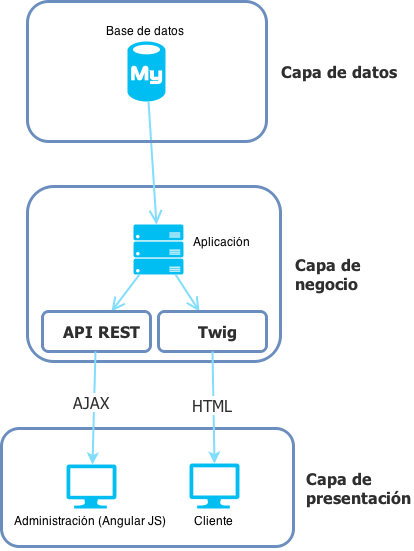 Base de datos
My
Capa de datos
Aplicación
Capa de
negocio
API REST
Twig
AJAX
HTML
Capa de
presentación
Administración (Angular JS)
Cliente